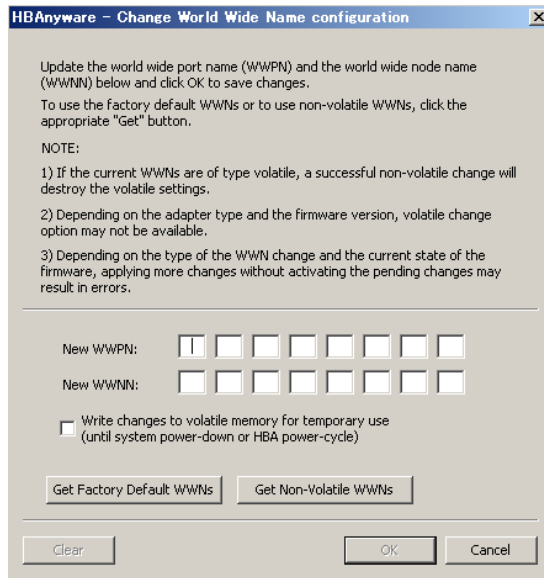 HBAnyware - Change World Wide Name configuration
Update the world wide port name (WWPN) and the world wide node name
(WWNN) below and click OK to save changes.
To use the factory default WWNs or to use non-volatile WWNs, click the
appropriate "Get" button.
NOTE:
1) If the current WWNs are of type volatile, a successful non-volatile change will
destroy the volatile settings.
2) Depending on the adapter type and the firmware version, volatile change
option may not be available.
3) Depending on the type of the WWN change and the current state of the
firmware, applying more changes without activating the pending changes may
result in errors.
New WWPN:
New WWNN:
Write changes to volatile memory for temporary use
(until system power-down or HBA power-cycle)
Get Factory Default WWNs Get Non-Volatile WWNs
Clear OK Cancel